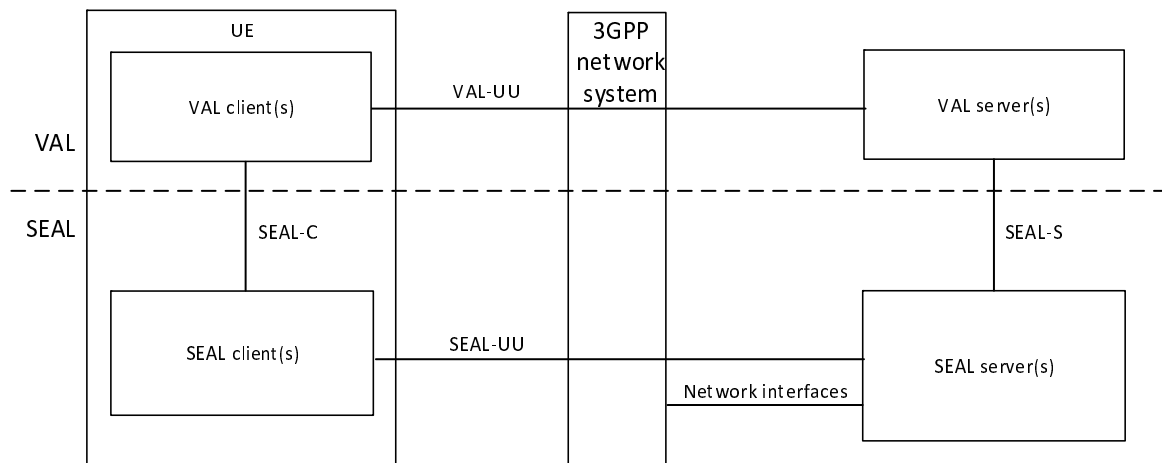 UE
3GPP
network
system
VAL client(s)
VAL-UU
VAL server(s)
VAL
SEAL
SEAL-C
SEAL-S
SEAL client(s)
SEAL-UU
SEAL server(s)
Network interfaces